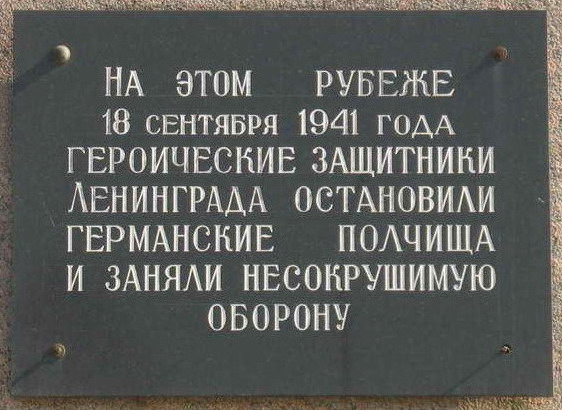 На этом рубеже
18 сентября 1941 года
героические защитники
Ленинграда остановили
германские полчища
и заняли несокрушимую
оборону